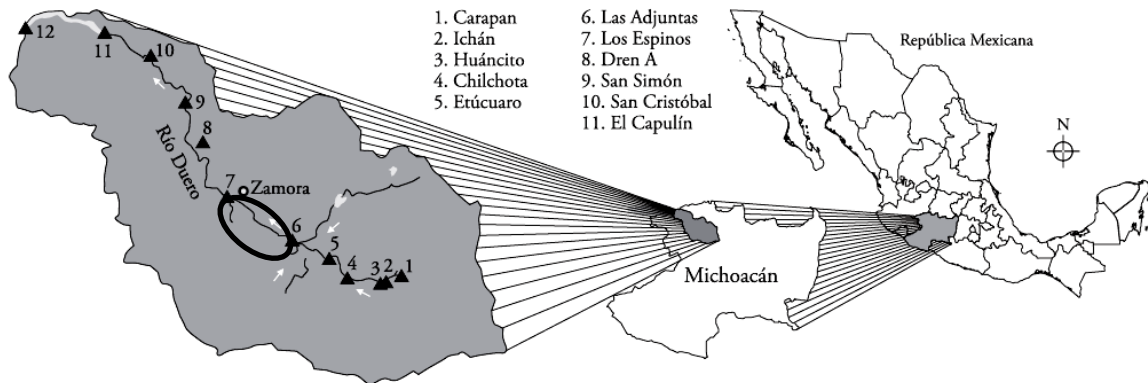 1. Carapan
2. Ichán
3. Huáncito
4. Chilchota
5. Etúcuaro
6. Las Adjuntas
7. Los Espinos
8. Dren A
9. San Simón
10. San Cristóbal
11. El Capulín
República Mexicana
N
12
11
10
9
8
Río Duero
7
Zamora
6
5
4
3
2
1
Michoacán